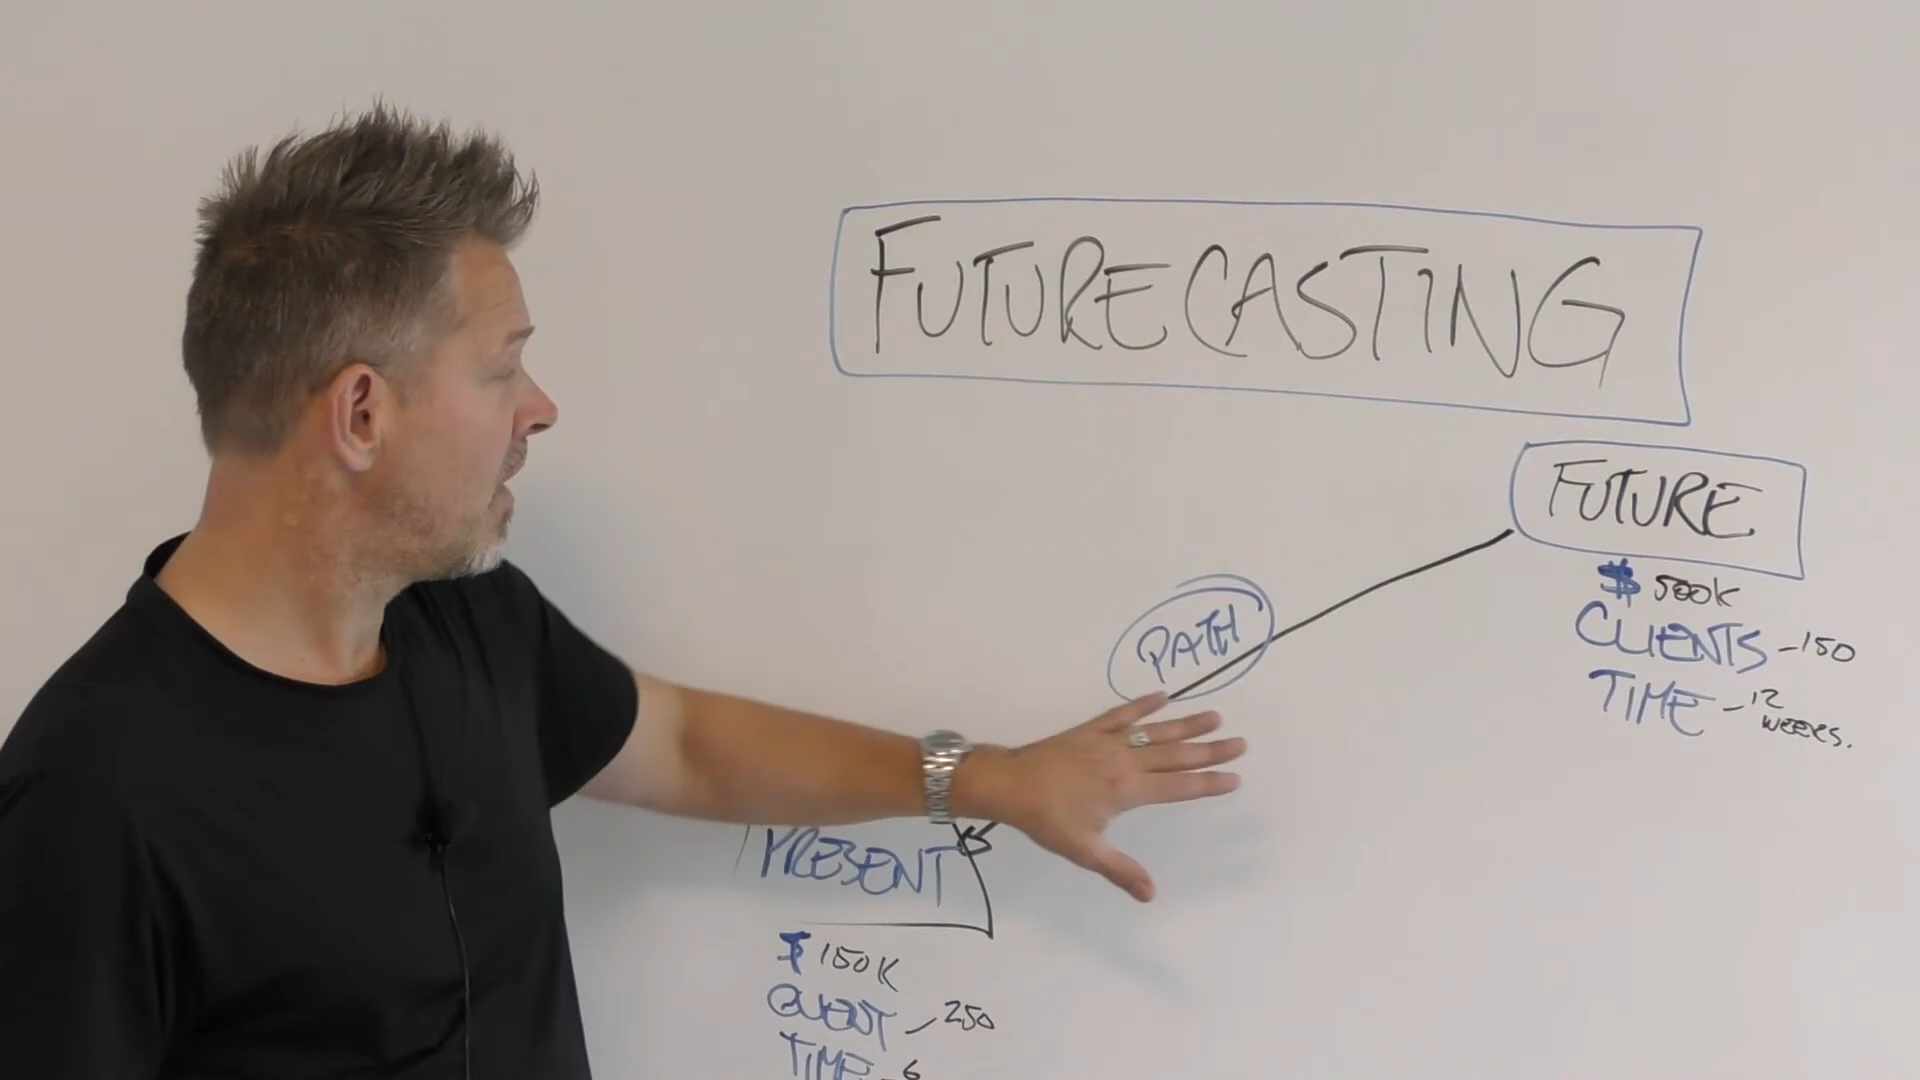 FUTURECASTING
FUTURE
$ 500K
CLIENTS - 150
TIME - 12
WEEKS.
PATH
PRESENT
$ 150K
CLIENT - 250
TIME - 6